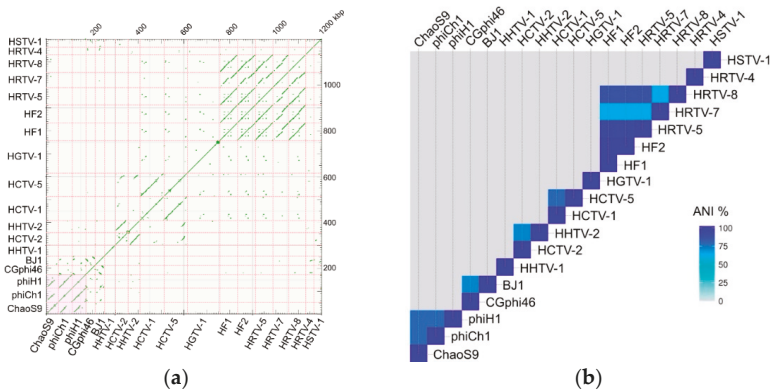 200 400 600 800 1000 1200 kbp
HSTV-1
HRTV-4
HRTV-8
HRTV-7
HRTV-5
HF2
HF1
HGTV-1
HCTV-5
HCTV-1
HHTV-2
HCTV-2
HHTV-1
BJ1
CGphi46
phiH1
phiCh1
ChaoS9
1000
800
600
400
200
ChaoS9 phiCh1 phiH1 CGphi46 BJ1 HHTV-1 HCTV-2 HHTV-2 HCTV-1 HCTV-5 HGTV-1 HF1 HF2 HRTV-5 HRTV-7 HRTV-8 HRTV-4 HSTV-1
(a)
ChaoS9 phiCh1 phiH1 CGphi46 BJ1 HHTV-1 HCTV-2 HHTV-2 HCTV-1 HCTV-5 HGTV-1 HF1 HF2 HRTV-5 HRTV-7 HRTV-8 HRTV-4 HSTV-1
HSTV-1
HRTV-4
HRTV-8
HRTV-7
HRTV-5
HF2
HF1
HGTV-1
HCTV-5
HCTV-1
HHTV-2
HCTV-2
HHTV-1
BJ1
CGphi46
phiH1
phiCh1
ChaoS9
ANI %
100
75
50
25
0
(b)